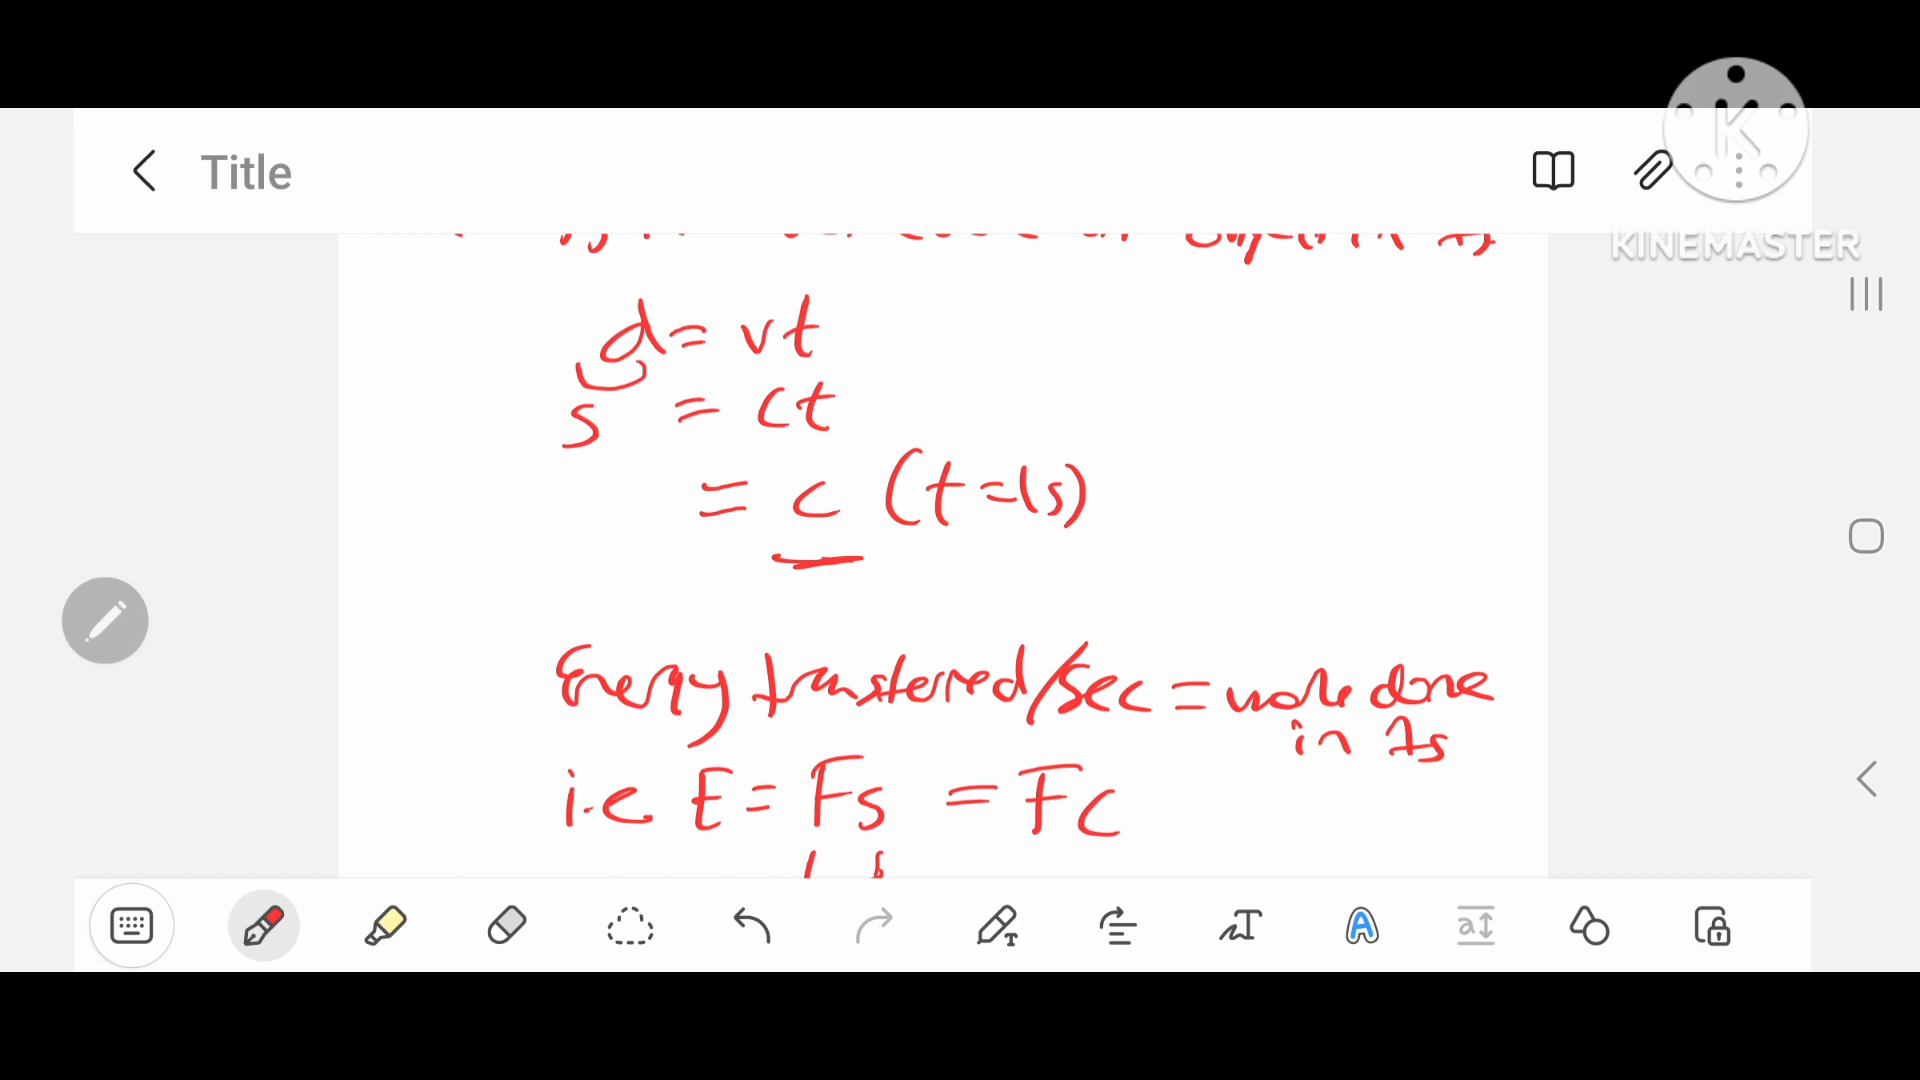 Title
KINEMASTER
d = vt
s = ct
= c (t=1s)
Energy transferred/sec = work done
in 1s
i.e E = Fs = Fc